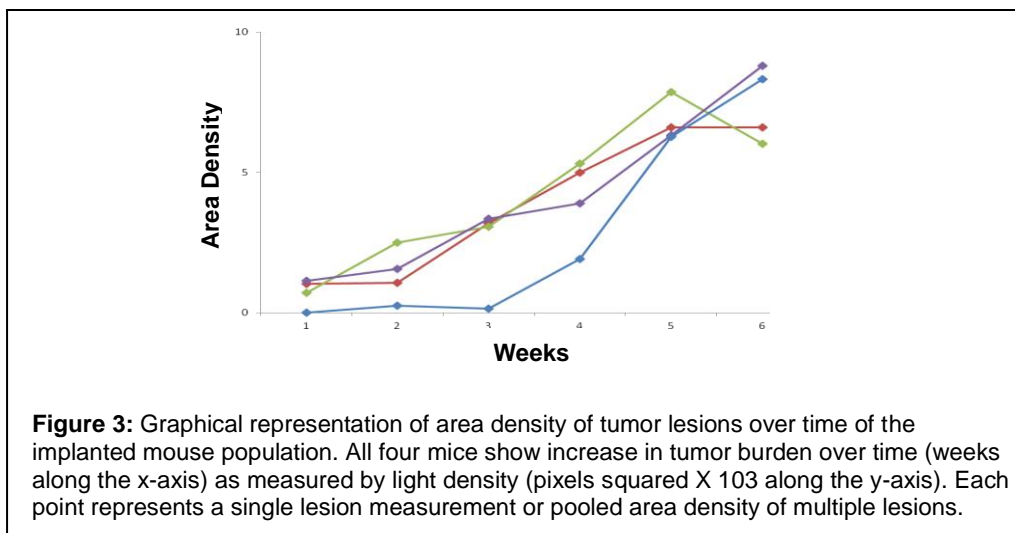 10
Area Density
5
0
1 2 3 4 5 6
Weeks
Figure 3: Graphical representation of area density of tumor lesions over time of the
implanted mouse population. All four mice show increase in tumor burden over time (weeks
along the x-axis) as measured by light density (pixels squared X 103 along the y-axis). Each
point represents a single lesion measurement or pooled area density of multiple lesions.